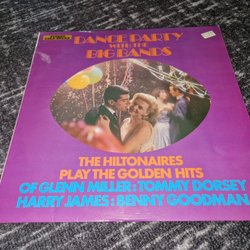 DANCE PARTY
WITH THE
BIG BANDS
THE HILTONAIRES
PLAY THE GOLDEN HITS
OF GLENN MILLER : TOMMY DORSEY
HARRY JAMES : BENNY GOODMAN